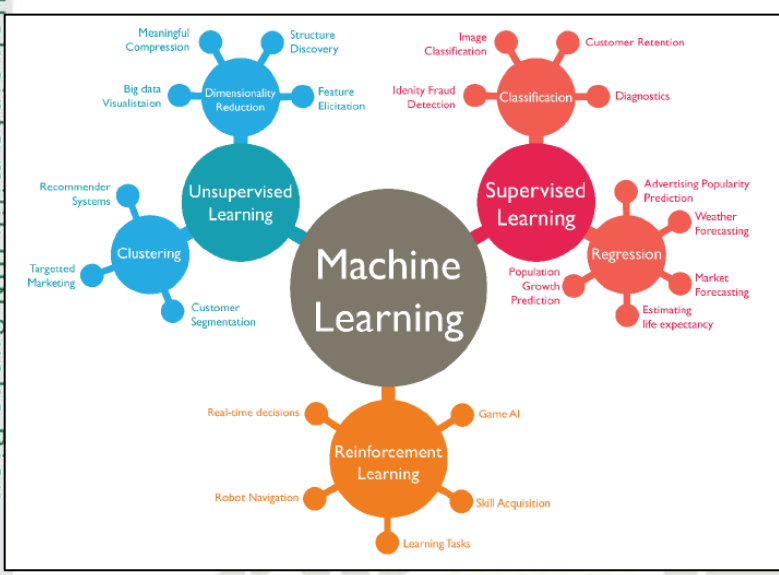 Meaningful
Compression
Structure
Discovery
Big data
Visualistaion
Dimensionality
Reduction
Feature
Elicitation
Image
Classification
Customer Retention
Idenity Fraud
Detection
Classification
Diagnostics
Unsupervised
Learning
Supervised
Learning
Recommender
Systems
Clustering
Targetted
Marketing
Customer
Segmentation
Machine
Learning
Advertising Popularity
Prediction
Weather
Forecasting
Regression
Population
Growth
Prediction
Market
Forecasting
Estimating
life expectancy
Real-time decisions
Game AI
Reinforcement
Learning
Robot Navigation
Skill Acquisition
Learning Tasks